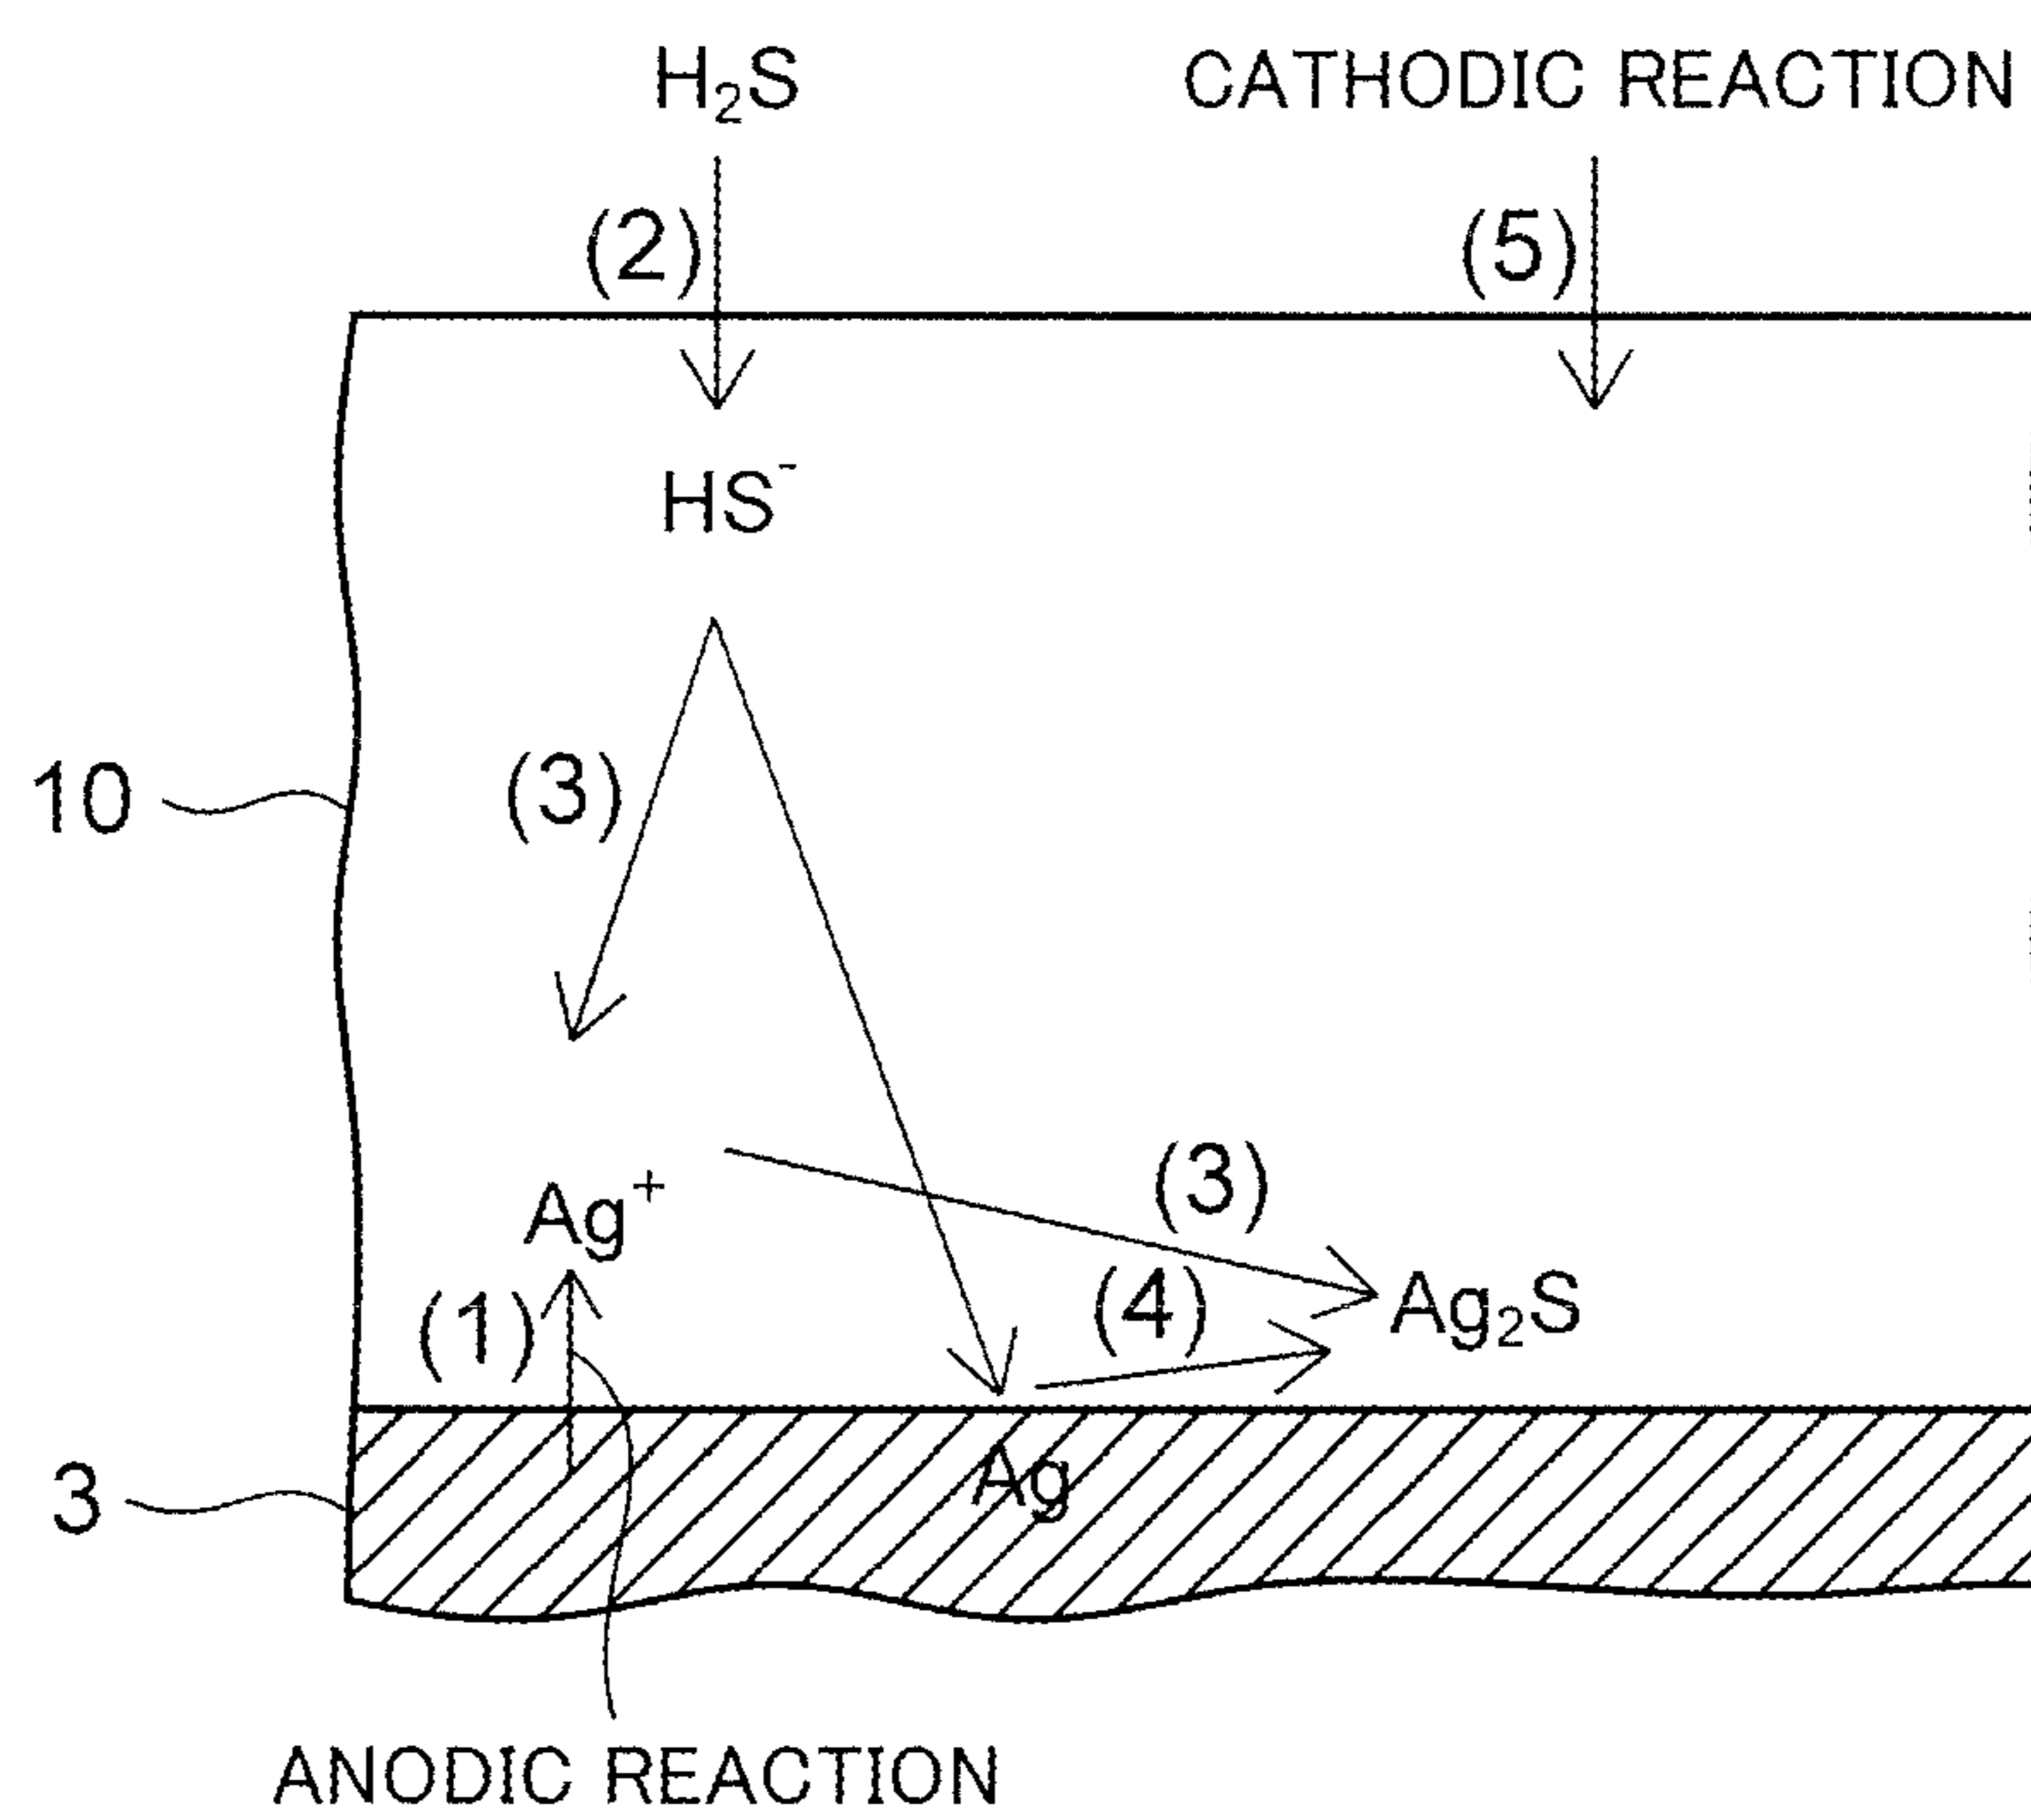 H₂S
CATHODIC REACTION
(2)
(5)
HS⁻
10
(3)
(3)
Ag⁺
(4)
Ag₂S
(1)
Ag
3
ANODIC REACTION